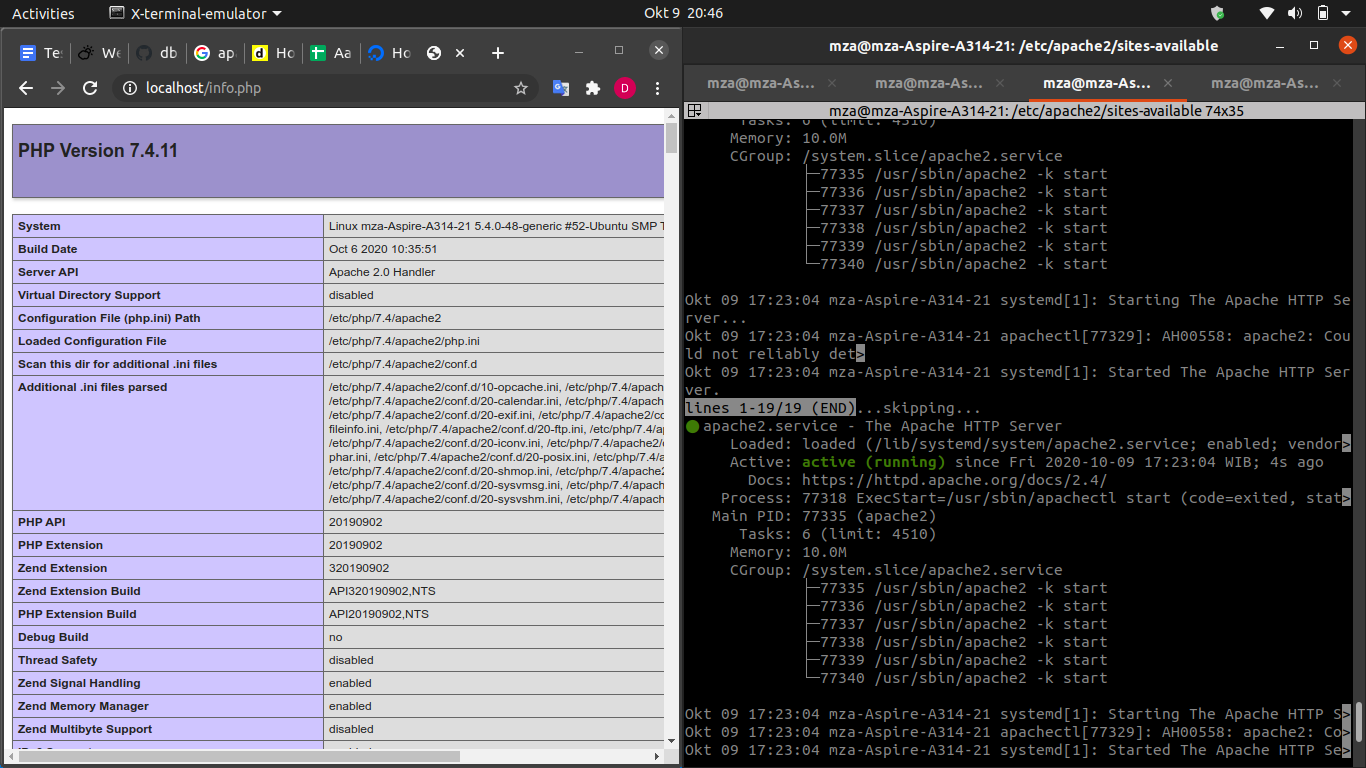 Activities
X-terminal-emulator
Okt 9 20:46
Te
We
db
ap
Ho
Aa
Ho
localhost/info.php
D
PHP Version 7.4.11
System Linux mza-Aspire-A314-21 5.4.0-48-generic #52-Ubuntu SMP T
Build Date Oct 6 2020 10:35:51
Server API Apache 2.0 Handler
Virtual Directory Support disabled
Configuration File (php.ini) Path /etc/php/7.4/apache2
Loaded Configuration File /etc/php/7.4/apache2/php.ini
Scan this dir for additional .ini files /etc/php/7.4/apache2/conf.d
Additional .ini files parsed /etc/php/7.4/apache2/conf.d/10-opcache.ini, /etc/php/7.4/apach
/etc/php/7.4/apache2/conf.d/20-calendar.ini, /etc/php/7.4/apac
/etc/php/7.4/apache2/conf.d/20-exif.ini, /etc/php/7.4/apache2/co
fileinfo.ini, /etc/php/7.4/apache2/conf.d/20-ftp.ini, /etc/php/7.4/ap
/etc/php/7.4/apache2/conf.d/20-iconv.ini, /etc/php/7.4/apache2/
phar.ini, /etc/php/7.4/apache2/conf.d/20-posix.ini, /etc/php/7.4/a
/etc/php/7.4/apache2/conf.d/20-shmop.ini, /etc/php/7.4/apache2
/etc/php/7.4/apache2/conf.d/20-sysvmsg.ini, /etc/php/7.4/apach
/etc/php/7.4/apache2/conf.d/20-sysvshm.ini, /etc/php/7.4/apach
PHP API 20190902
PHP Extension 20190902
Zend Extension 320190902
Zend Extension Build API320190902,NTS
PHP Extension Build API20190902,NTS
Debug Build no
Thread Safety disabled
Zend Signal Handling enabled
Zend Memory Manager enabled
Zend Multibyte Support disabled
mza@mza-Aspire-A314-21: /etc/apache2/sites-available
mza@mza-As...
mza@mza-As...
mza@mza-As...
mza@mza-As...
mza@mza-Aspire-A314-21: /etc/apache2/sites-available 74x35
Tasks: 6 (limit: 4510)
Memory: 10.0M
CGroup: /system.slice/apache2.service
├─77335 /usr/sbin/apache2 -k start
├─77336 /usr/sbin/apache2 -k start
├─77337 /usr/sbin/apache2 -k start
├─77338 /usr/sbin/apache2 -k start
├─77339 /usr/sbin/apache2 -k start
└─77340 /usr/sbin/apache2 -k start
Okt 09 17:23:04 mza-Aspire-A314-21 systemd[1]: Starting The Apache HTTP Se
rver...
Okt 09 17:23:04 mza-Aspire-A314-21 apachectl[77329]: AH00558: apache2: Cou
ld not reliably det>
Okt 09 17:23:04 mza-Aspire-A314-21 systemd[1]: Started The Apache HTTP Ser
ver.
lines 1-19/19 (END)...skipping...
● apache2.service - The Apache HTTP Server
Loaded: loaded (/lib/systemd/system/apache2.service; enabled; vendor>
Active: active (running) since Fri 2020-10-09 17:23:04 WIB; 4s ago
Docs: https://httpd.apache.org/docs/2.4/
Process: 77318 ExecStart=/usr/sbin/apachectl start (code=exited, stat>
Main PID: 77335 (apache2)
Tasks: 6 (limit: 4510)
Memory: 10.0M
CGroup: /system.slice/apache2.service
├─77335 /usr/sbin/apache2 -k start
├─77336 /usr/sbin/apache2 -k start
├─77337 /usr/sbin/apache2 -k start
├─77338 /usr/sbin/apache2 -k start
├─77339 /usr/sbin/apache2 -k start
└─77340 /usr/sbin/apache2 -k start
Okt 09 17:23:04 mza-Aspire-A314-21 systemd[1]: Starting The Apache HTTP S>
Okt 09 17:23:04 mza-Aspire-A314-21 apachectl[77329]: AH00558: apache2: Co>
Okt 09 17:23:04 mza-Aspire-A314-21 systemd[1]: Started The Apache HTTP Se>